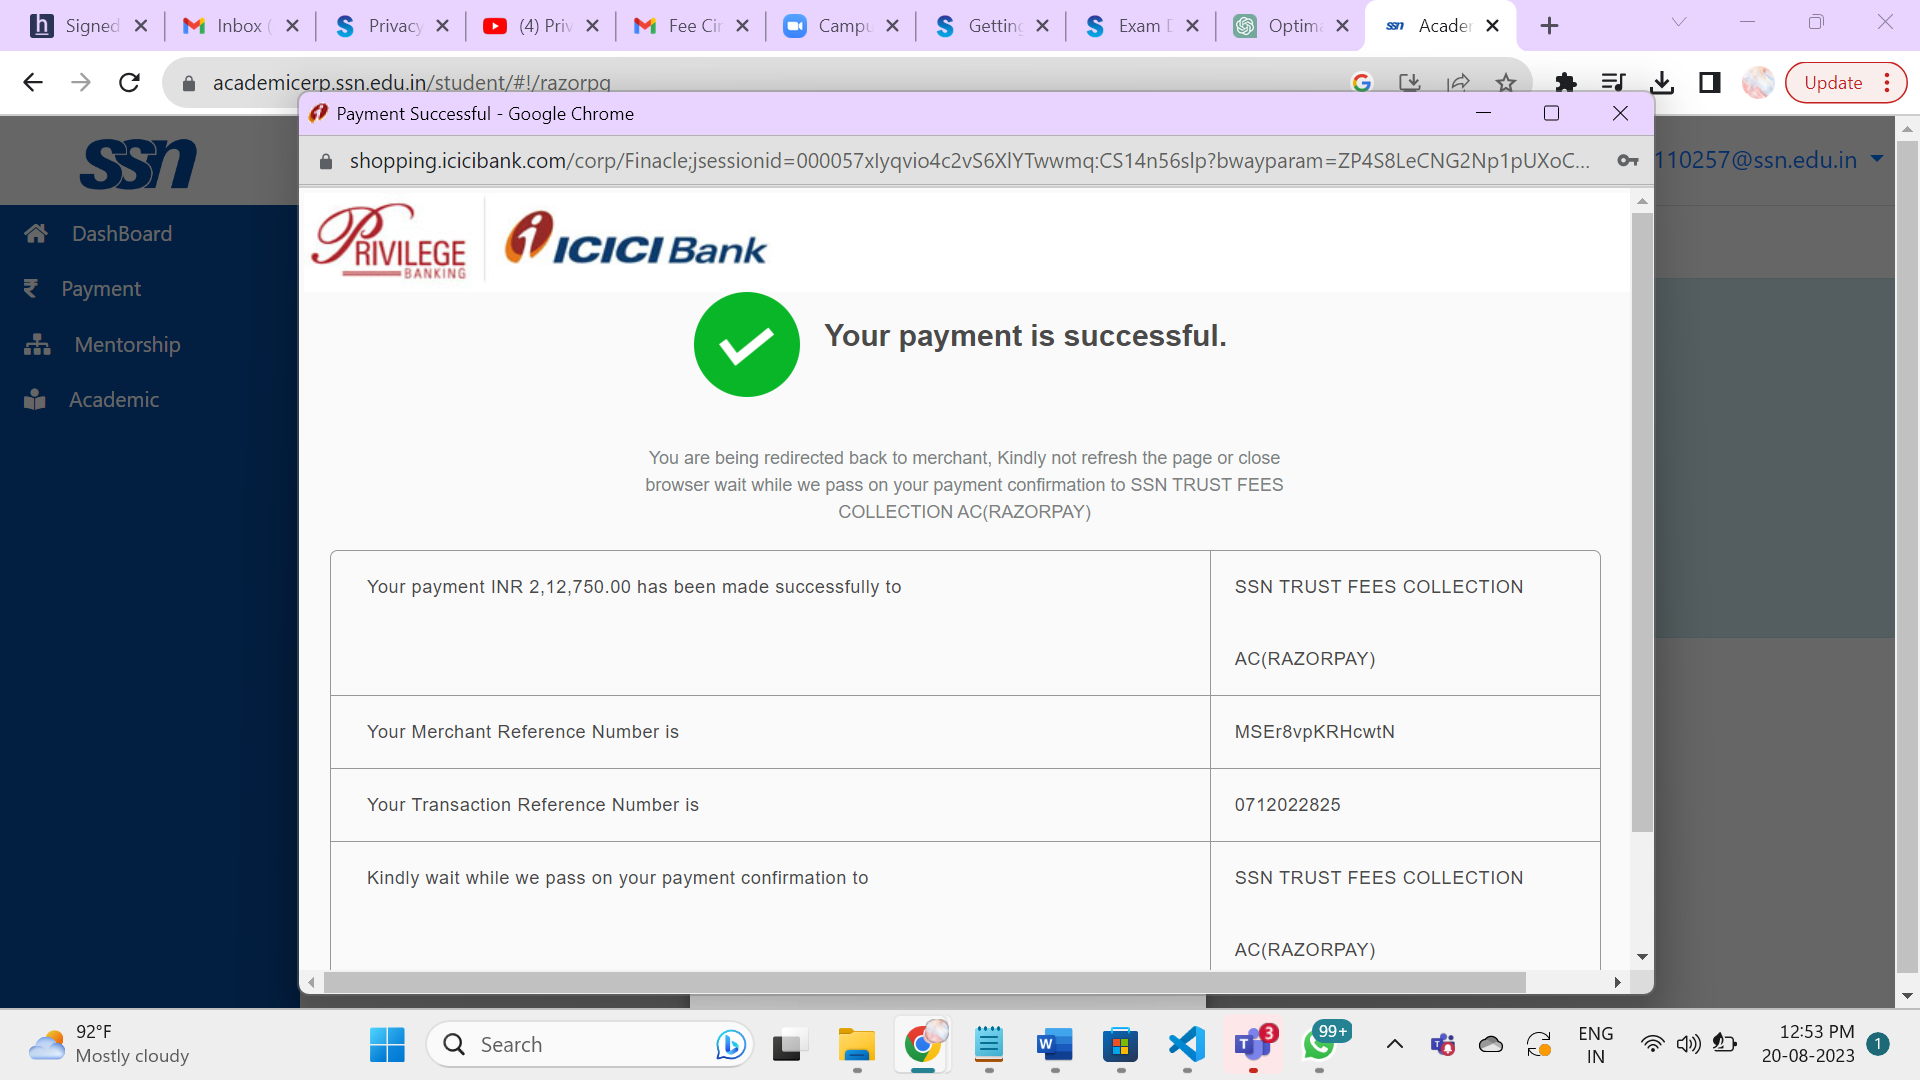 Signed
Inbox (
Privacy
(4) Priv
Fee Cir
Campu
Getting
Exam D
Optima
Acader
academicerp.ssn.edu.in/student/#!/razorpg
Update
Payment Successful - Google Chrome
shopping.icicibank.com/corp/Finacle;jsessionid=000057xIyqvio4c2vS6XlYTwwmq:CS14n56slp?bwayparam=ZP4S8LeCNG2Np1pUXoC...
ssn
110257@ssn.edu.in
DashBoard
Payment
Mentorship
Academic
PRIVILEGE
BANKING
ICICI Bank
Your payment is successful.
You are being redirected back to merchant, Kindly not refresh the page or close
browser wait while we pass on your payment confirmation to SSN TRUST FEES
COLLECTION AC(RAZORPAY)
Your payment INR 2,12,750.00 has been made successfully to
SSN TRUST FEES COLLECTION
AC(RAZORPAY)
Your Merchant Reference Number is
MSEr8vpKRHcwtN
Your Transaction Reference Number is
0712022825
Kindly wait while we pass on your payment confirmation to
SSN TRUST FEES COLLECTION
AC(RAZORPAY)
92°F
Mostly cloudy
Search
3
99+
ENG
IN
12:53 PM
20-08-2023
1